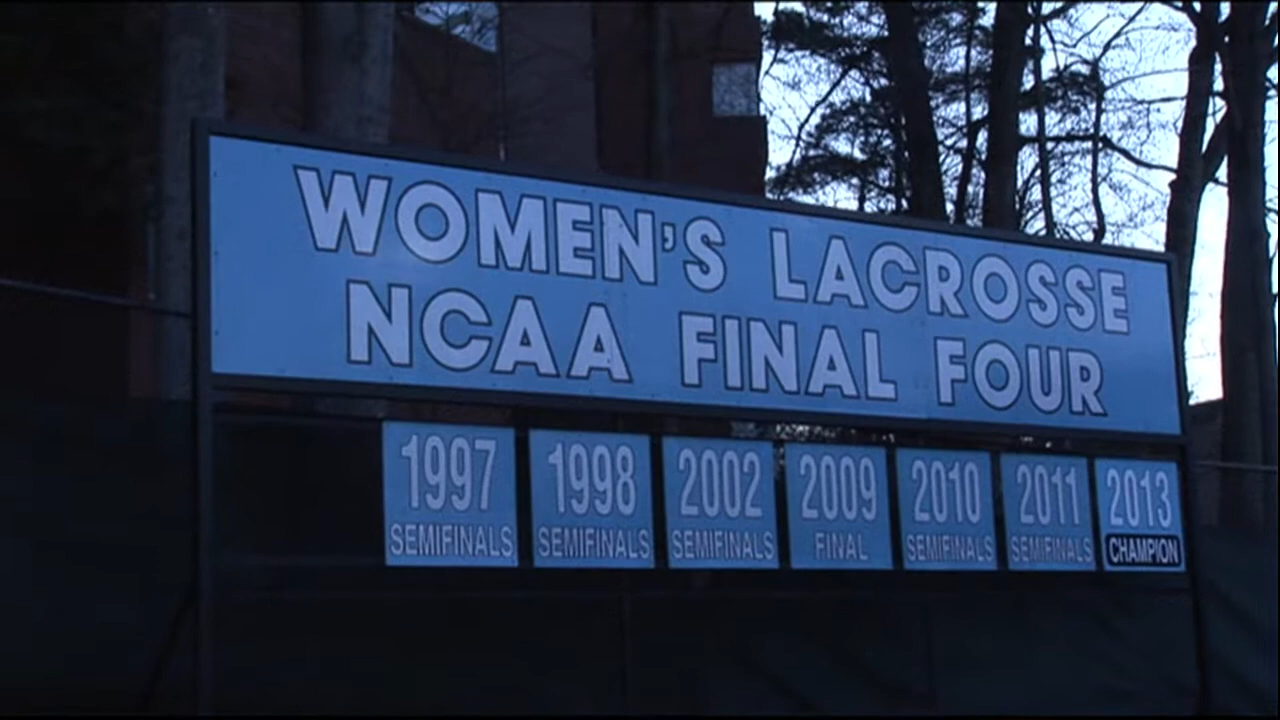 WOMEN'S LACROSSE
NCAA FINAL FOUR
1997 1998 2002 2009 2010 2011 2013
SEMIFINALS SEMIFINALS SEMIFINALS FINAL SEMIFINALS SEMIFINALS CHAMPION